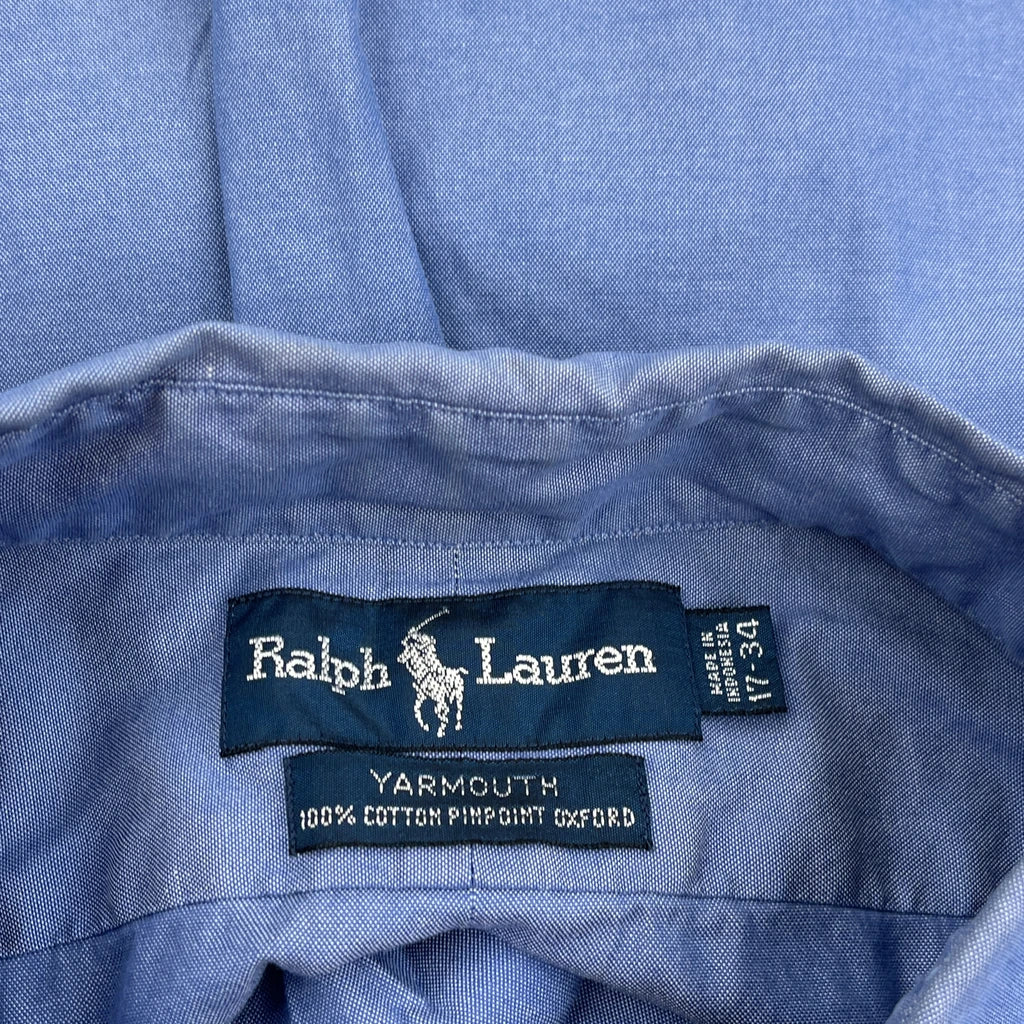 Ralph Lauren
MADE IN
INDONESIA
17-34
YARMOUTH
100% COTTON PINPOINT OXFORD